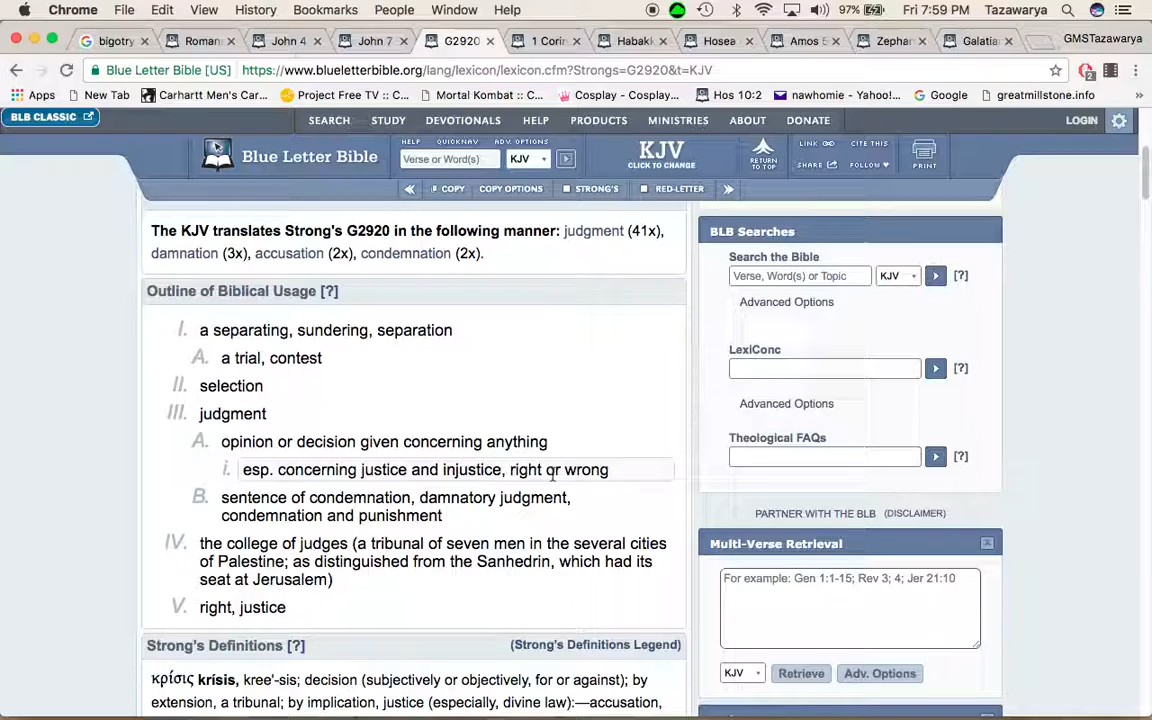 Chrome File Edit View History Bookmarks People Window Help 97% Fri 7:59 PM Tazawarya
bigotry Roman John 4 John 7 G2920 1 Corin Habakk Hosea Amos 5 Zephan Galatia GMSTazawarya
Blue Letter Bible [US] https://www.blueletterbible.org/lang/lexicon/lexicon.cfm?Strongs=G2920&t=KJV 2
Apps New Tab Carhartt Men's Car... Project Free TV :: C... Mortal Kombat :: C... Cosplay - Cosplay... Hos 10:2 nawhomie - Yahoo!.. Google greatmillstone.info
BLB CLASSIC SEARCH STUDY DEVOTIONALS HELP PRODUCTS MINISTRIES ABOUT DONATE LOGIN
Blue Letter Bible
HELP QUICKNAV ADV. OPTIONS
Verse or Word(s) KJV
KJV
CLICK TO CHANGE
RETURN
TO TOP
LINK CITE THIS
SHARE FOLLOW
PRINT
COPY COPY OPTIONS STRONG'S RED-LETTER
The KJV translates Strong's G2920 in the following manner: judgment (41x),
damnation (3x), accusation (2x), condemnation (2x).
Outline of Biblical Usage [?]
I. a separating, sundering, separation
A. a trial, contest
II. selection
III. judgment
A. opinion or decision given concerning anything
i. esp. concerning justice and injustice, right or wrong
B. sentence of condemnation, damnatory judgment,
condemnation and punishment
IV. the college of judges (a tribunal of seven men in the several cities
of Palestine; as distinguished from the Sanhedrin, which had its
seat at Jerusalem)
V. right, justice
Strong's Definitions [?] (Strong's Definitions Legend)
κρίσις krísis, kree'-sis; decision (subjectively or objectively, for or against); by
extension, a tribunal; by implication, justice (especially, divine law):—accusation,
BLB Searches
Search the Bible
Verse, Word(s) or Topic KJV [?]
Advanced Options
LexiConc
[?]
Advanced Options
Theological FAQs
[?]
PARTNER WITH THE BLB (DISCLAIMER)
Multi-Verse Retrieval
For example: Gen 1:1-15; Rev 3; 4; Jer 21:10
KJV Retrieve Adv. Options